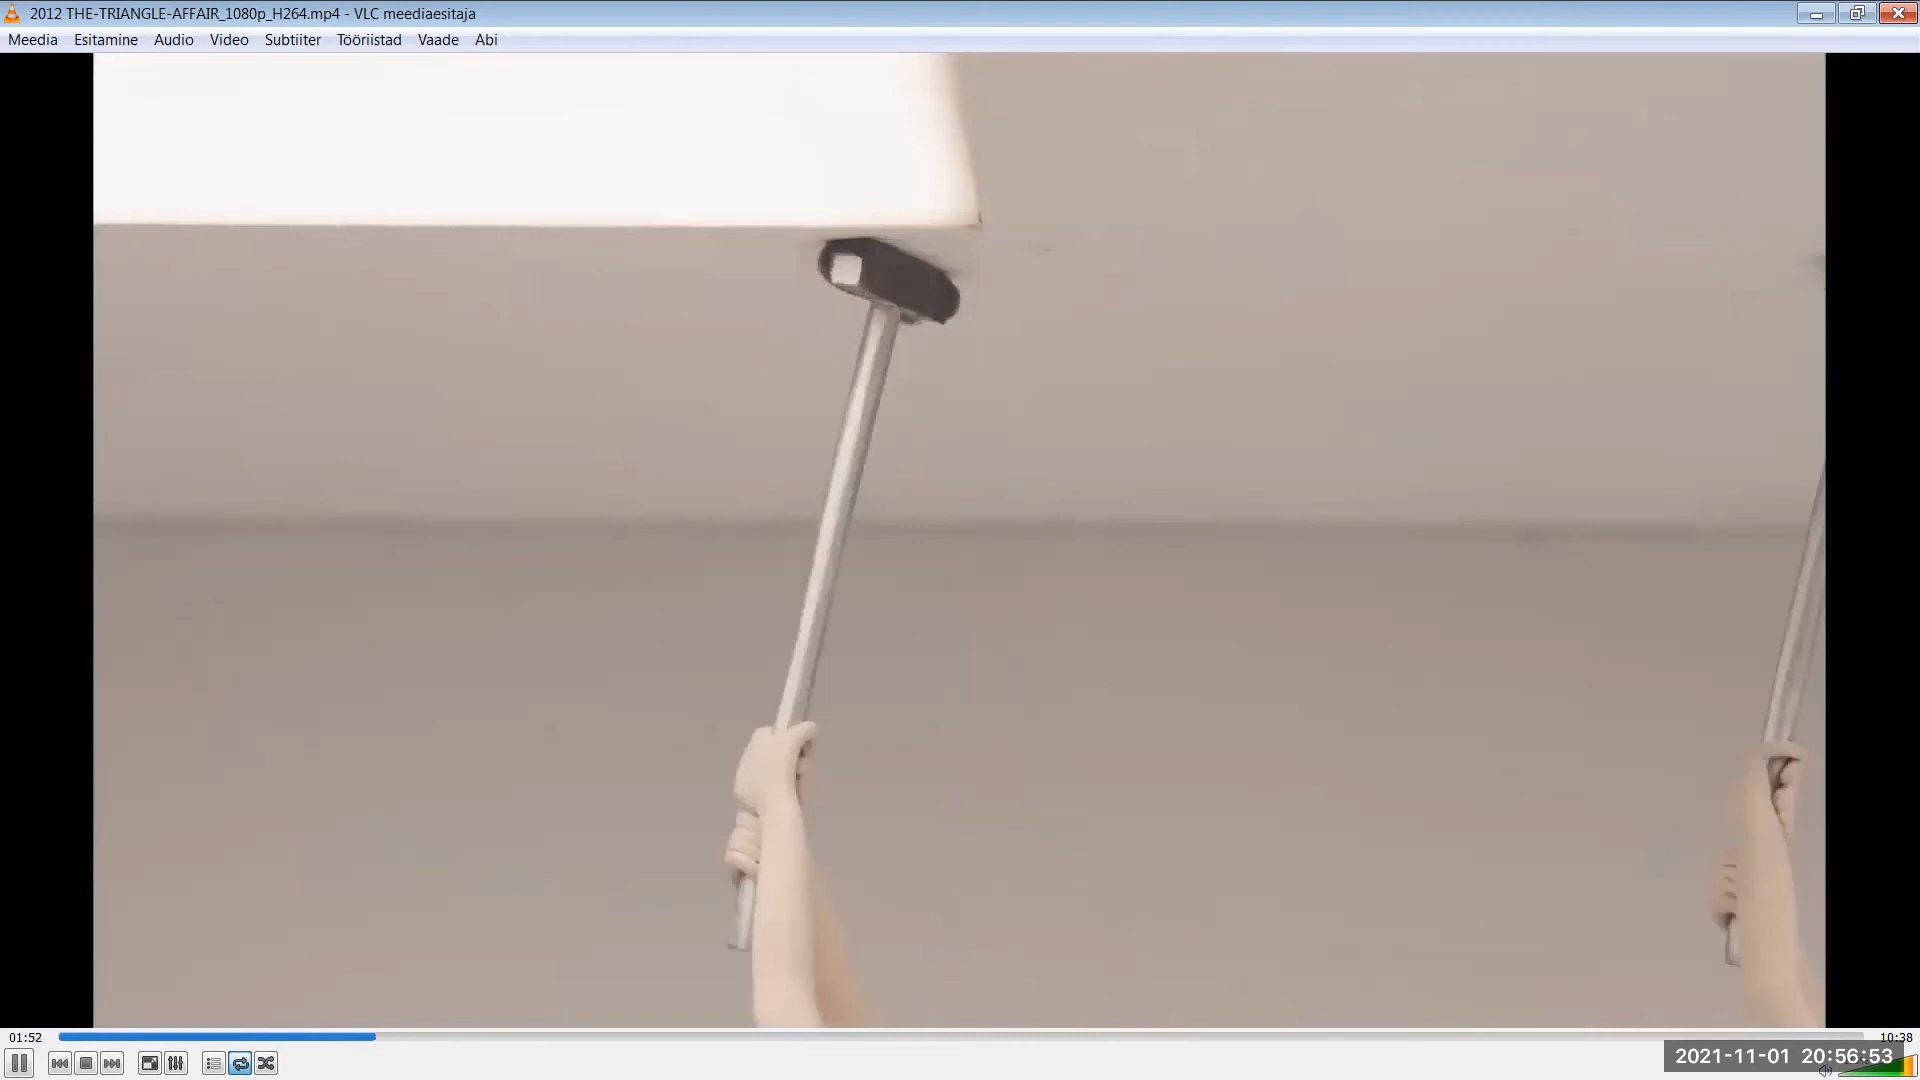 2012 THE-TRIANGLE-AFFAIR_1080p_H264.mp4 - VLC meediaesitaja
Meedia Esitamine Audio Video Subtiiter Tööriistad Vaade Abi
01:52
10:38
2021-11-01 20:56:53